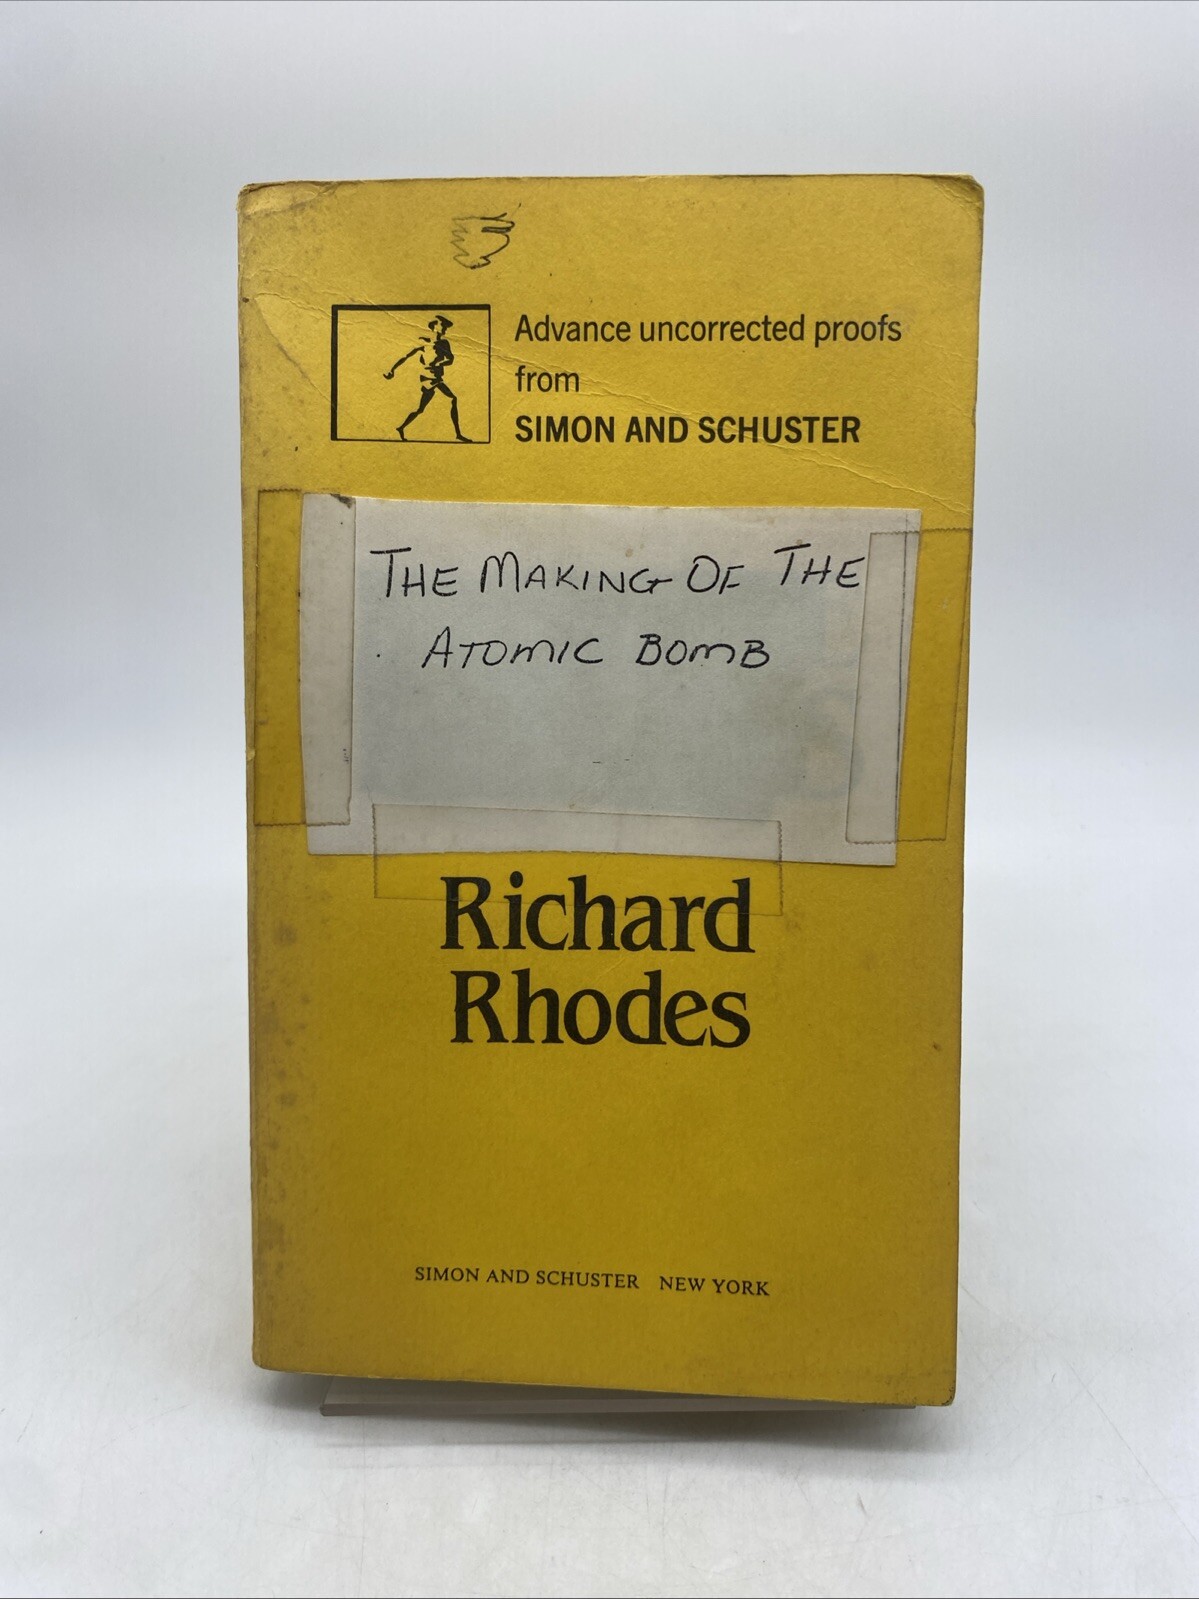 Advance uncorrected proofs
from
SIMON AND SCHUSTER
THE MAKING OF THE
ATOMIC BOMB
Richard
Rhodes
SIMON AND SCHUSTER NEW YORK